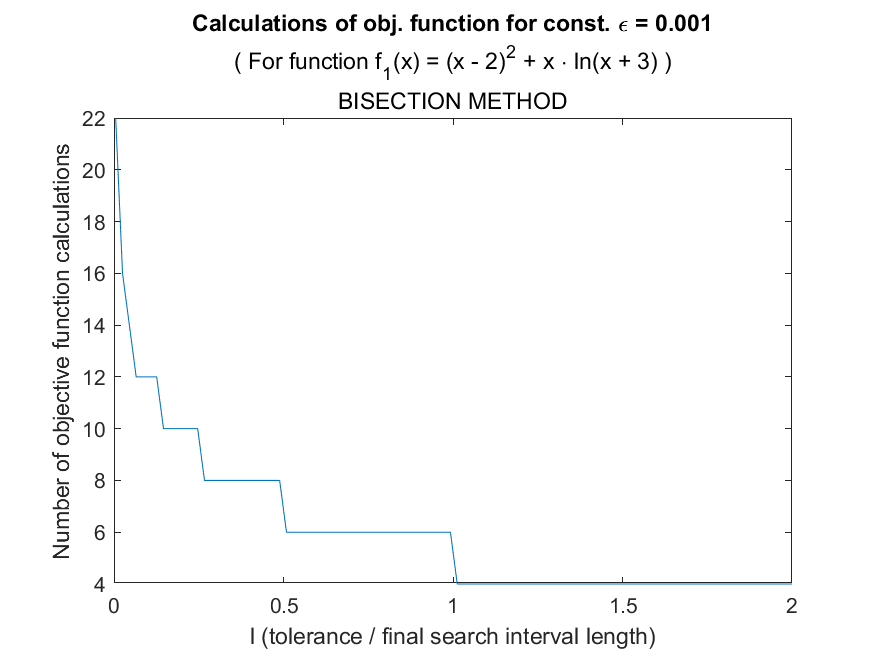 Calculations of obj. function for const. ϵ = 0.001
( For function f₁(x) = (x - 2)² + x · ln(x + 3) )
BISECTION METHOD
22
20
18
16
14
12
10
8
6
4
Number of objective function calculations
0 0.5 1 1.5 2
l (tolerance / final search interval length)